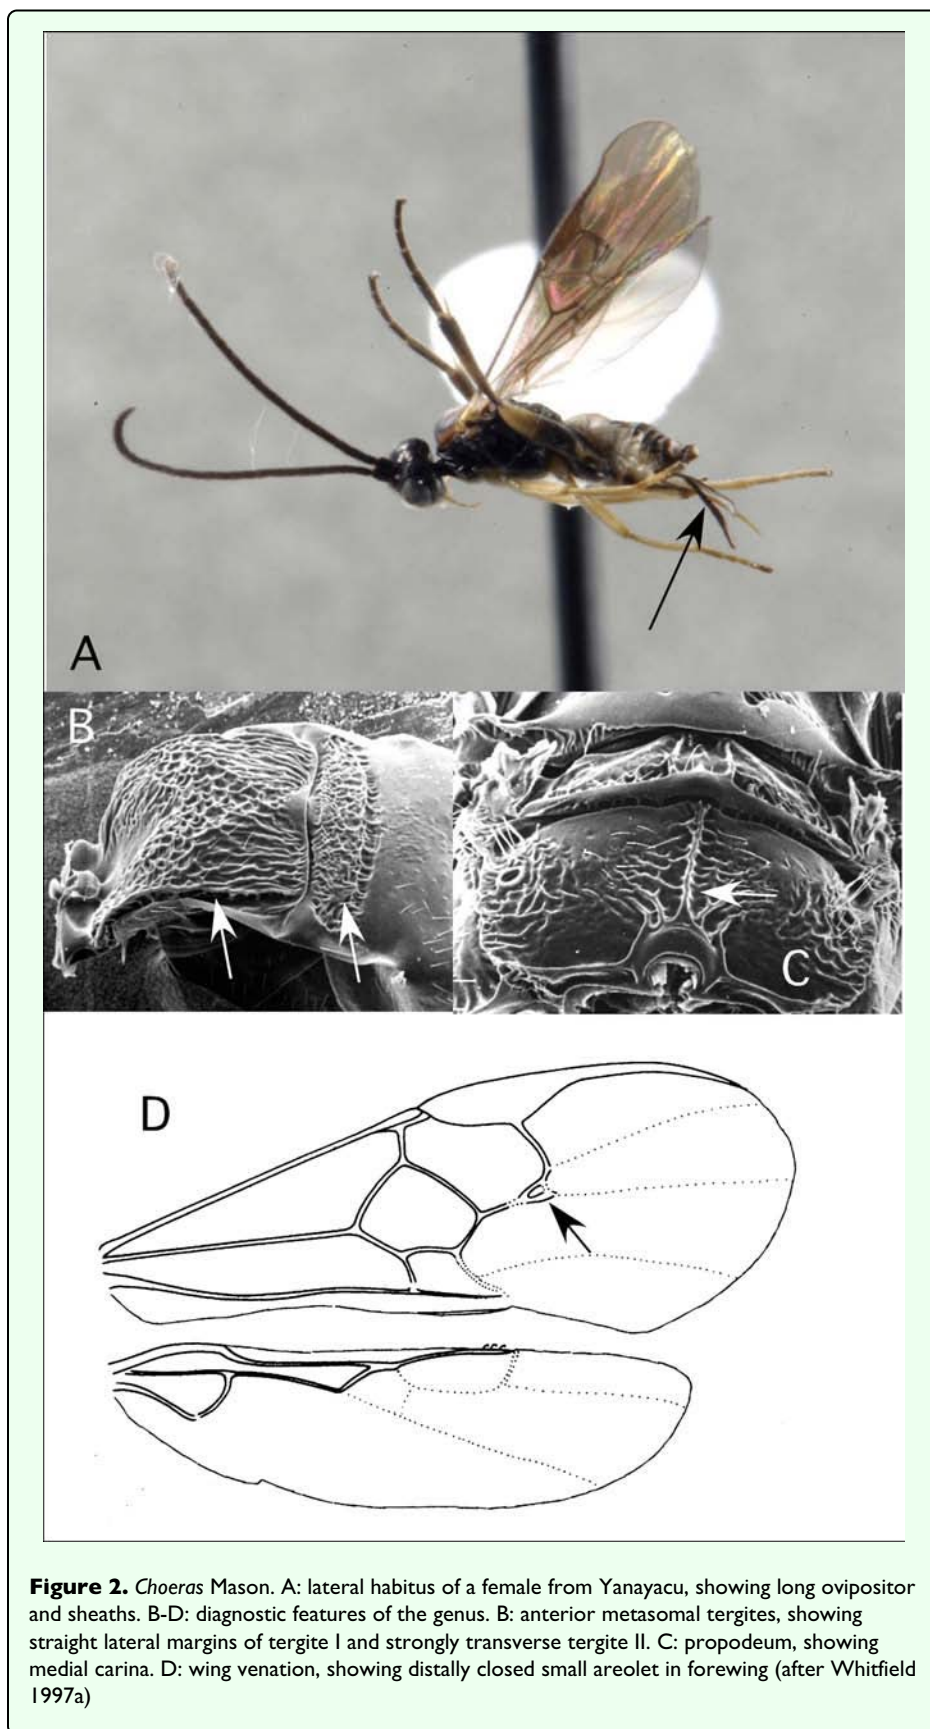 A
B
C
D
Figure 2. Choeras Mason. A: lateral habitus of a female from Yanayacu, showing long ovipositor
and sheaths. B-D: diagnostic features of the genus. B: anterior metasomal tergites, showing
straight lateral margins of tergite I and strongly transverse tergite II. C: propodeum, showing
medial carina. D: wing venation, showing distally closed small areolet in forewing (after Whitfield
1997a)